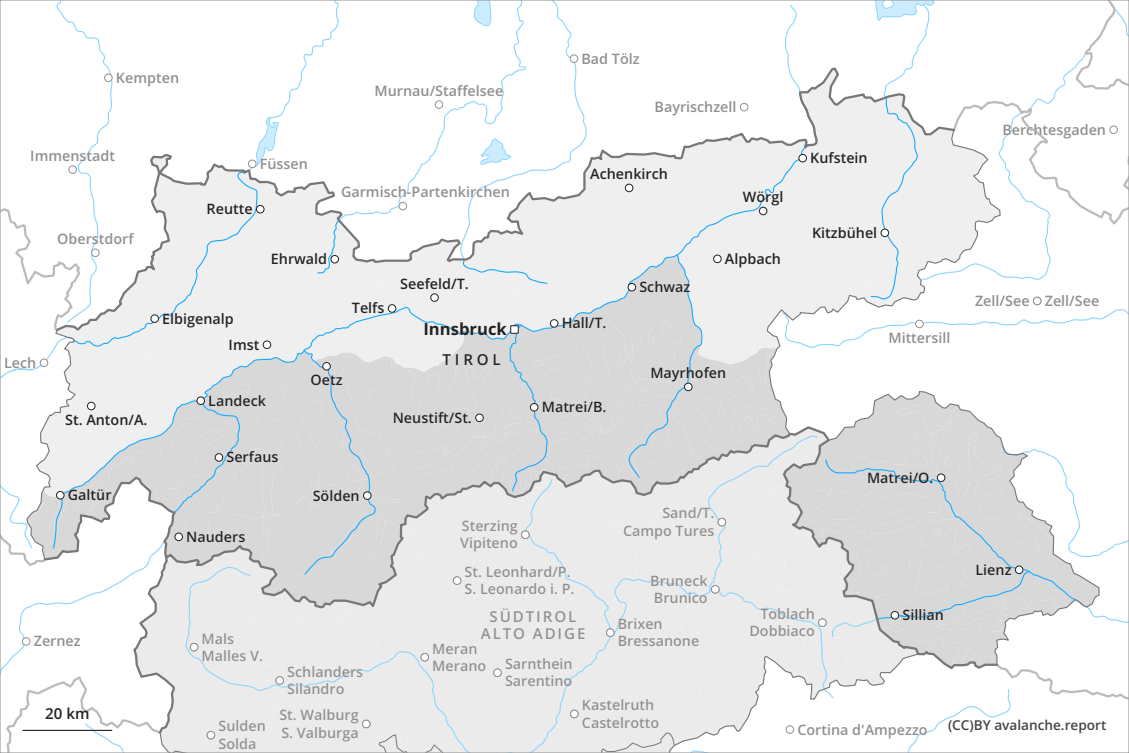 Kempten
Bad Tölz
Murnau/Staffelsee
Bayrischzell
Berchtesgaden
Immenstadt
Füssen
Kufstein
Achenkirch
Garmisch-Partenkirchen
Wörgl
Reutte
Oberstdorf
Kitzbühel
Ehrwald
Alpbach
Seefeld/T.
Schwaz
Zell/See
Zell/See
Telfs
Elbigenalp
Innsbruck
Hall/T.
Mittersill
Imst
TIROL
Lech
Oetz
Mayrhofen
Landeck
St. Anton/A.
Neustift/St.
Matrei/B.
Serfaus
Matrei/O.
Galtür
Sölden
Sand/T.
Campo Tures
Sterzing
Vipiteno
Nauders
St. Leonhard/P.
S. Leonardo i. P.
Lienz
Bruneck
Brunico
SÜDTIROL
ALTO ADIGE
Toblach
Dobbiaco
Sillian
Brixen
Bressanone
Zernez
Mals
Malles V.
Meran
Merano
Sarnthein
Sarentino
Schlanders
Silandro
Kastelruth
Castelrotto
20 km
St. Walburg
S. Valburga
Sulden
Solda
Cortina d'Ampezzo
(CC)BY avalanche.report